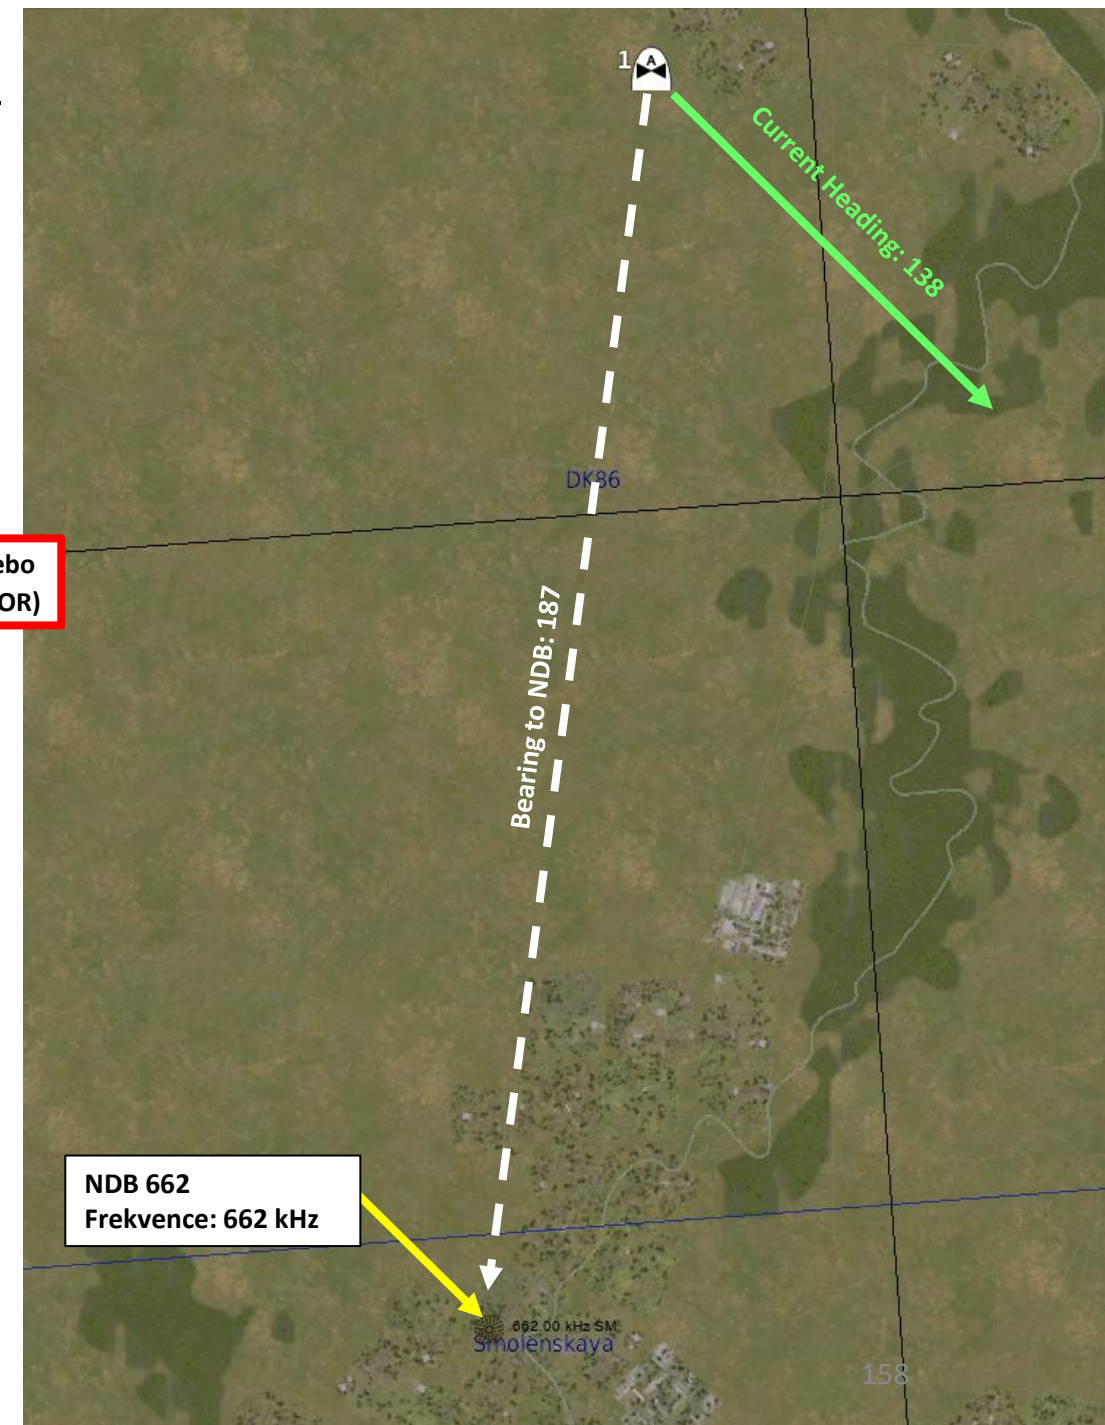 1
A
Current Heading: 138
DK86
ebo
OR)
Bearing to NDB: 187
NDB 662
Frekvence: 662 kHz
662.00 kHz SM
Smolenskaya
158